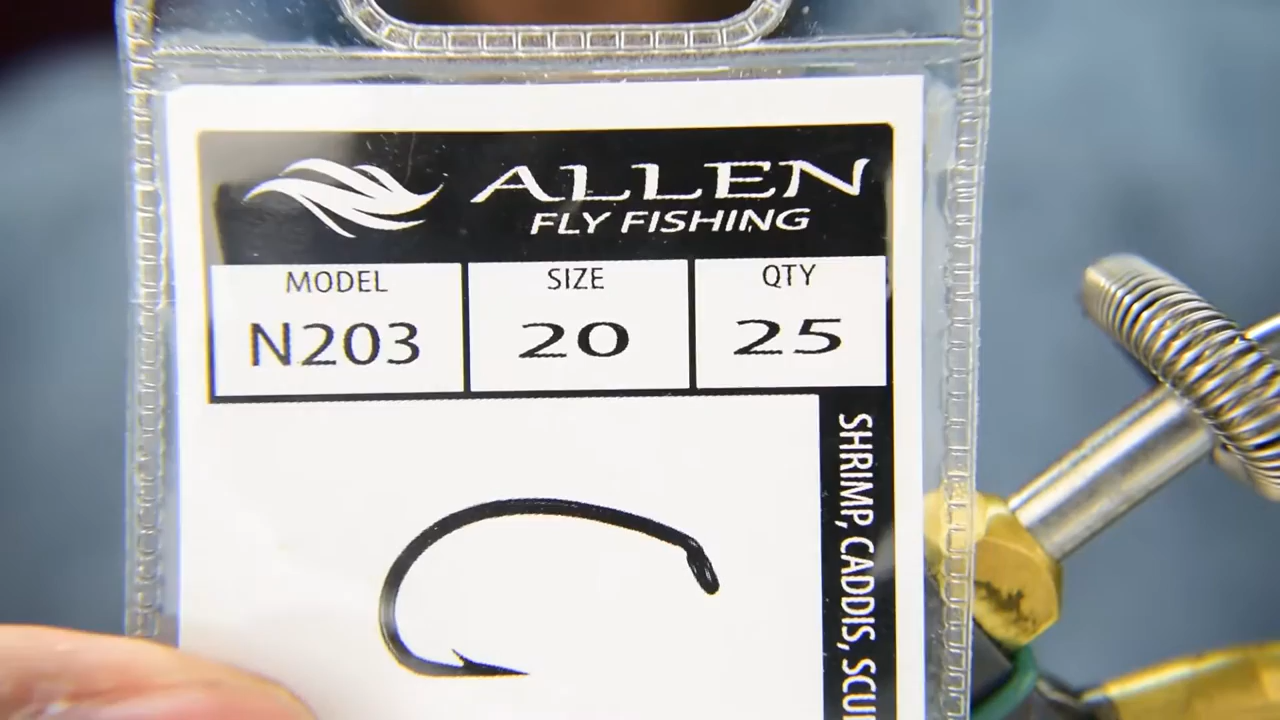 ALLEN
FLY FISHING
MODEL
N203
SIZE
20
QTY
25
SHRIMP, CADDIS,